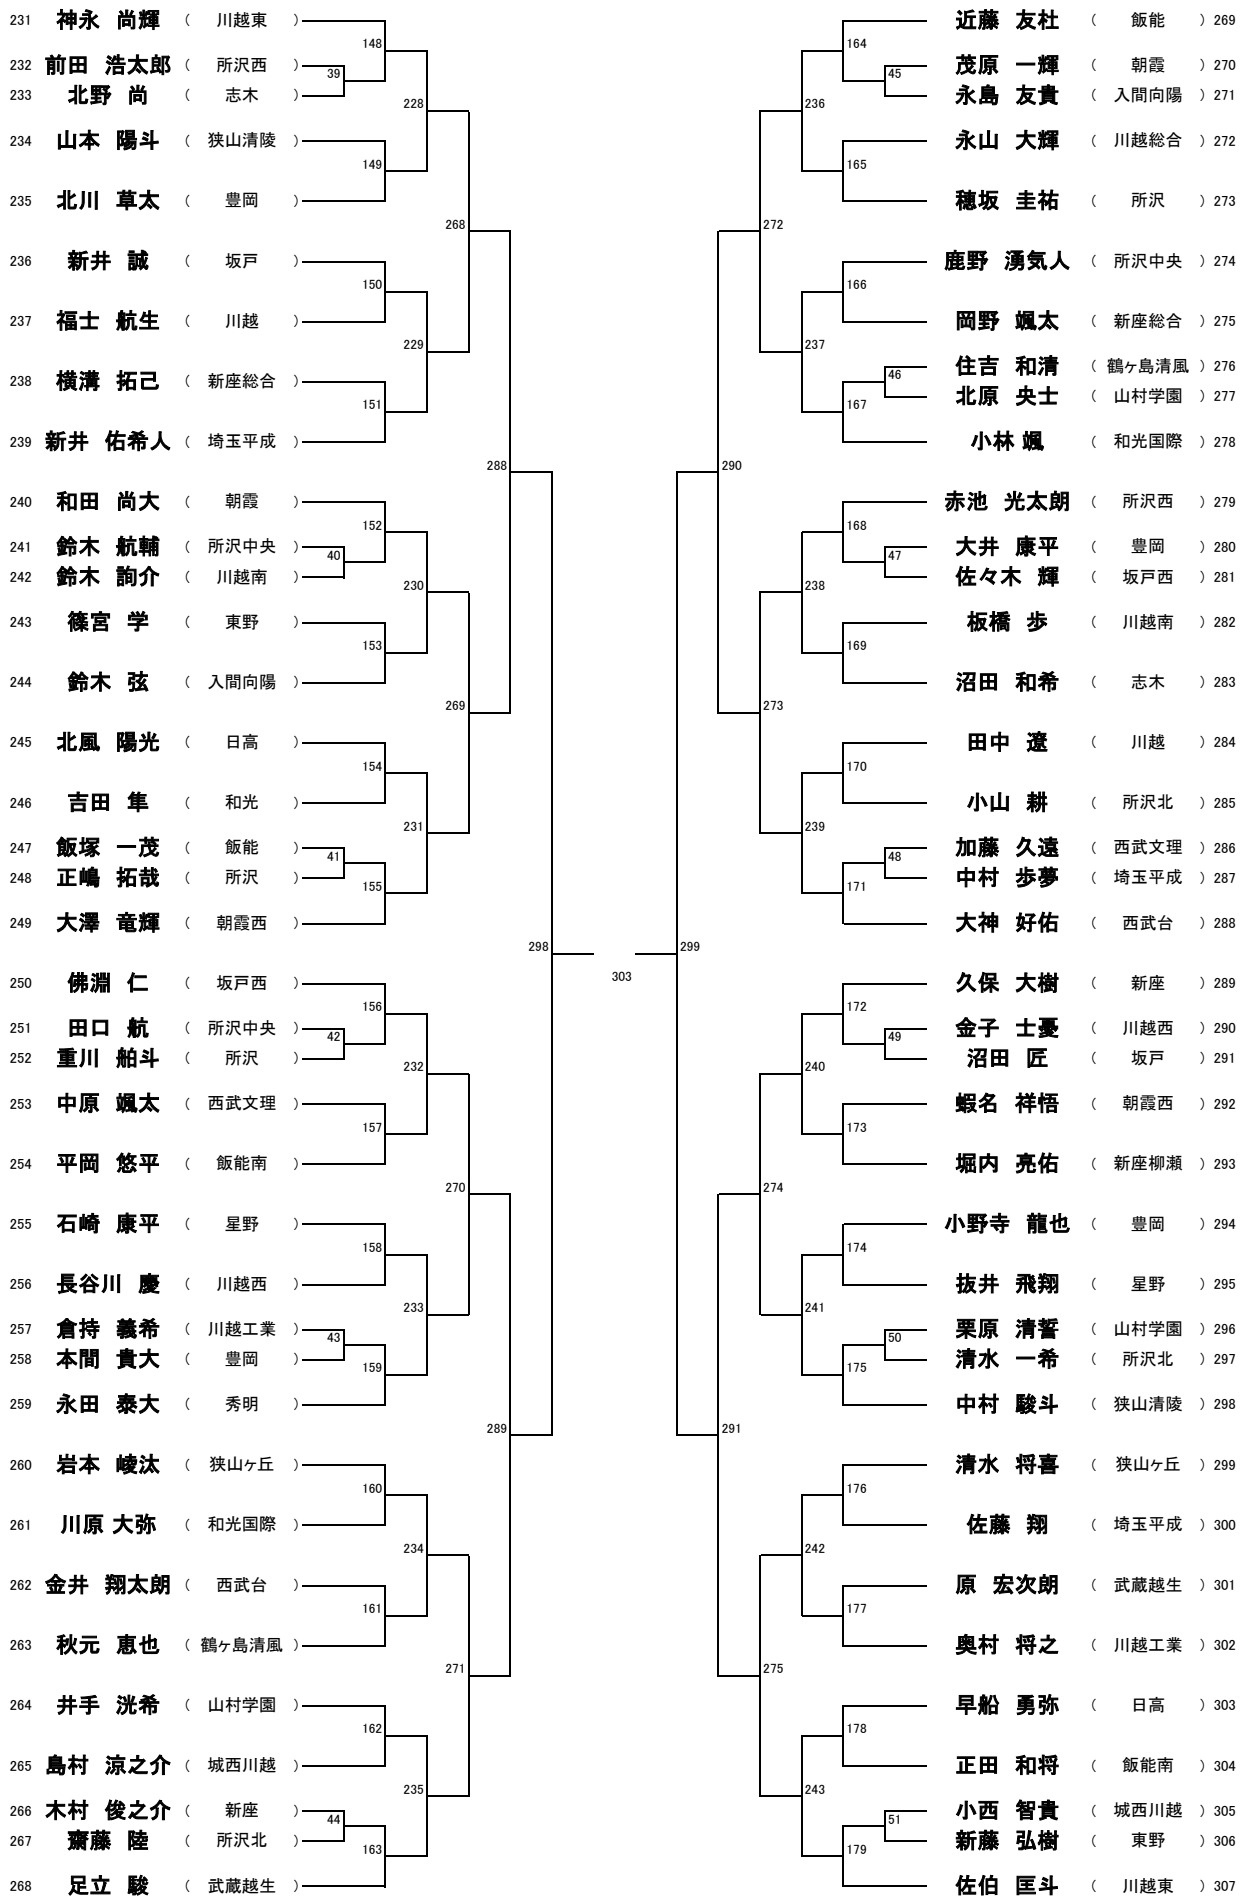 231 神永 尚輝 ( 川越東 )
148
232 前田 浩太郎 ( 所沢西 )
39
233 北野 尚 ( 志木 )
228
234 山本 陽斗 ( 狭山清陵 )
149
235 北川 草太 ( 豊岡 )
268
236 新井 誠 ( 坂戸 )
150
237 福士 航生 ( 川越 )
229
238 横溝 拓己 ( 新座総合 )
151
239 新井 佑希人 ( 埼玉平成 )
288
240 和田 尚大 ( 朝霞 )
152
241 鈴木 航輔 ( 所沢中央 )
40
242 鈴木 詢介 ( 川越南 )
230
243 篠宮 学 ( 東野 )
153
244 鈴木 弦 ( 入間向陽 )
269
245 北風 陽光 ( 日高 )
154
246 吉田 隼 ( 和光 )
231
247 飯塚 一茂 ( 飯能 )
41
248 正嶋 拓哉 ( 所沢 )
155
249 大澤 竜輝 ( 朝霞西 )
298
250 佛淵 仁 ( 坂戸西 )
156
251 田口 航 ( 所沢中央 )
42
252 重川 舶斗 ( 所沢 )
232
253 中原 颯太 ( 西武文理 )
157
254 平岡 悠平 ( 飯能南 )
270
255 石崎 康平 ( 星野 )
158
256 長谷川 慶 ( 川越西 )
233
257 倉持 義希 ( 川越工業 )
43
258 本間 貴大 ( 豊岡 )
159
259 永田 泰大 ( 秀明 )
289
260 岩本 崚汰 ( 狭山ヶ丘 )
160
261 川原 大弥 ( 和光国際 )
234
262 金井 翔太朗 ( 西武台 )
161
263 秋元 恵也 ( 鶴ヶ島清風 )
271
264 井手 洸希 ( 山村学園 )
162
265 島村 涼之介 ( 城西川越 )
235
266 木村 俊之介 ( 新座 )
44
267 齋藤 陸 ( 所沢北 )
163
268 足立 駿 ( 武蔵越生 )
303
近藤 友杜 ( 飯能 ) 269
164
茂原 一輝 ( 朝霞 ) 270
45
永島 友貴 ( 入間向陽 ) 271
236
永山 大輝 ( 川越総合 ) 272
165
穂坂 圭祐 ( 所沢 ) 273
272
鹿野 湧気人 ( 所沢中央 ) 274
166
岡野 颯太 ( 新座総合 ) 275
237
住吉 和清 ( 鶴ヶ島清風 ) 276
46
北原 央士 ( 山村学園 ) 277
167
小林 颯 ( 和光国際 ) 278
290
赤池 光太朗 ( 所沢西 ) 279
168
大井 康平 ( 豊岡 ) 280
47
佐々木 輝 ( 坂戸西 ) 281
238
板橋 歩 ( 川越南 ) 282
169
沼田 和希 ( 志木 ) 283
273
田中 遼 ( 川越 ) 284
170
小山 耕 ( 所沢北 ) 285
239
加藤 久遠 ( 西武文理 ) 286
48
中村 歩夢 ( 埼玉平成 ) 287
171
大神 好佑 ( 西武台 ) 288
299
久保 大樹 ( 新座 ) 289
172
金子 士憂 ( 川越西 ) 290
49
沼田 匠 ( 坂戸 ) 291
240
蝦名 祥悟 ( 朝霞西 ) 292
173
堀内 亮佑 ( 新座柳瀬 ) 293
274
小野寺 龍也 ( 豊岡 ) 294
174
抜井 飛翔 ( 星野 ) 295
241
栗原 清誓 ( 山村学園 ) 296
50
清水 一希 ( 所沢北 ) 297
175
中村 駿斗 ( 狭山清陵 ) 298
291
清水 将喜 ( 狭山ヶ丘 ) 299
176
佐藤 翔 ( 埼玉平成 ) 300
242
原 宏次朗 ( 武蔵越生 ) 301
177
奥村 将之 ( 川越工業 ) 302
275
早船 勇弥 ( 日高 ) 303
178
正田 和将 ( 飯能南 ) 304
243
小西 智貴 ( 城西川越 ) 305
51
新藤 弘樹 ( 東野 ) 306
179
佐伯 匡斗 ( 川越東 ) 307